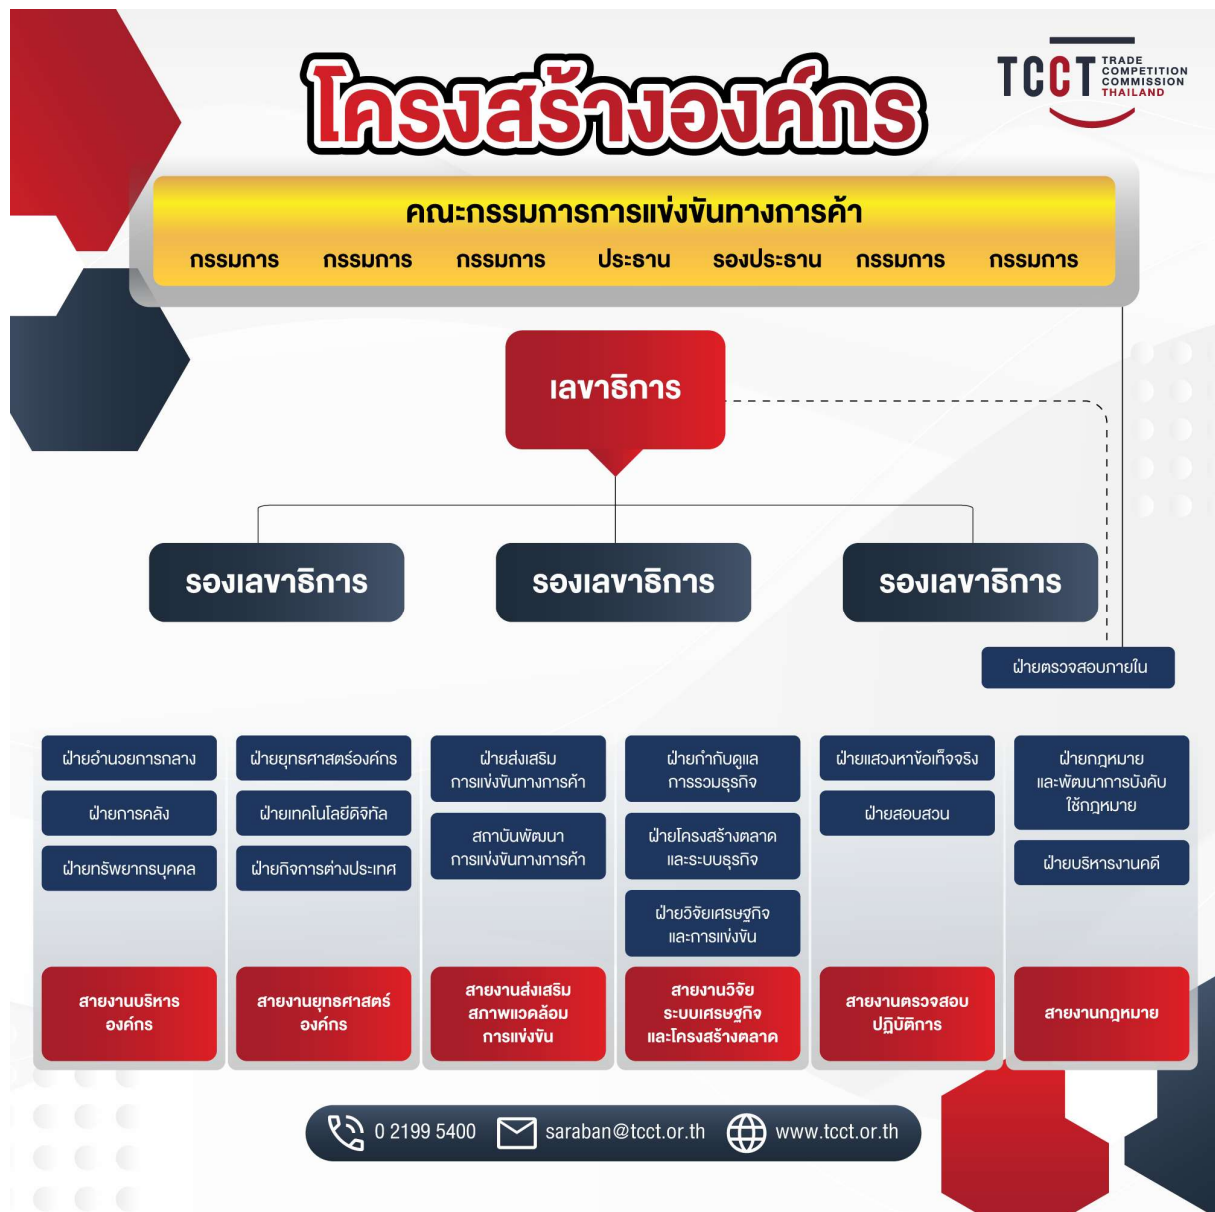 โครงสร้างองค์กร
TCCT
TRADE
COMPETITION
COMMISSION
THAILAND
คณะกรรมการการแข่งขันทางการค้า
กรรมการ กรรมการ กรรมการ ประธาน รองประธาน กรรมการ กรรมการ
เลขาธิการ
รองเลขาธิการ รองเลขาธิการ รองเลขาธิการ
ฝ่ายตรวจสอบภายใน
ฝ่ายอำนวยการกลาง
ฝ่ายการคลัง
ฝ่ายทรัพยากรบุคคล
สายงานบริหาร
องค์กร
ฝ่ายยุทธศาสตร์องค์กร
ฝ่ายเทคโนโลยีดิจิทัล
ฝ่ายกิจการต่างประเทศ
สายงานยุทธศาสตร์
องค์กร
ฝ่ายส่งเสริม
การแข่งขันทางการค้า
สถาบันพัฒนา
การแข่งขันทางการค้า
สายงานส่งเสริม
สภาพแวดล้อม
การแข่งขัน
ฝ่ายกำกับดูแล
การรวมธุรกิจ
ฝ่ายโครงสร้างตลาด
และระบบธุรกิจ
ฝ่ายวิจัยเศรษฐกิจ
และการแข่งขัน
สายงานวิจัย
ระบบเศรษฐกิจ
และโครงสร้างตลาด
ฝ่ายแสวงหาข้อเท็จจริง
ฝ่ายสอบสวน
สายงานตรวจสอบ
ปฏิบัติการ
ฝ่ายกฎหมาย
และพัฒนาการบังคับ
ใช้กฎหมาย
ฝ่ายบริหารงานคดี
สายงานกฎหมาย
0 2199 5400 saraban@tcct.or.th www.tcct.or.th